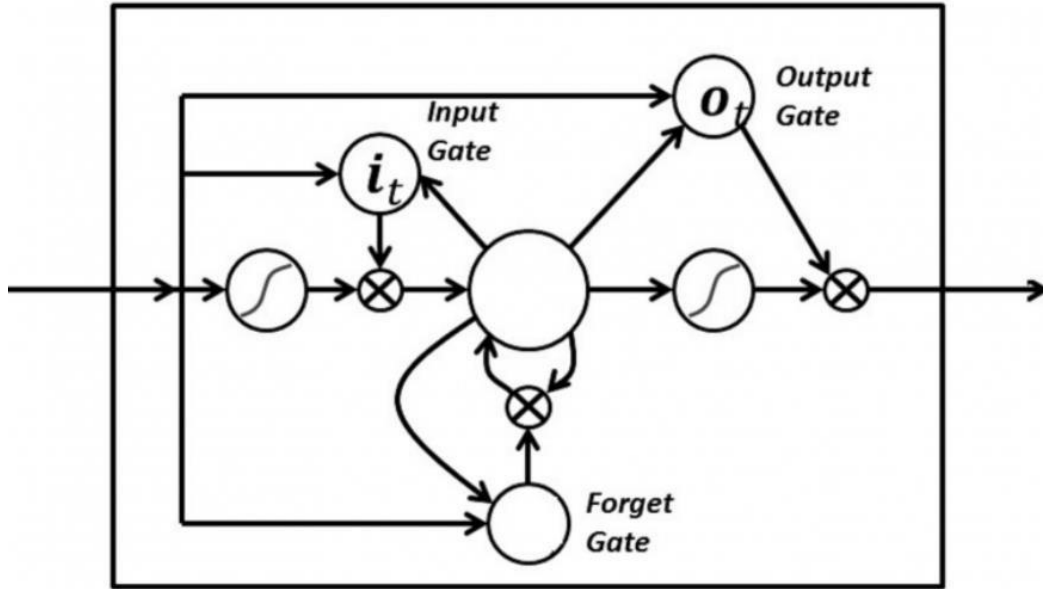 Output
Gate
o_t
Input
Gate
i_t
Forget
Gate